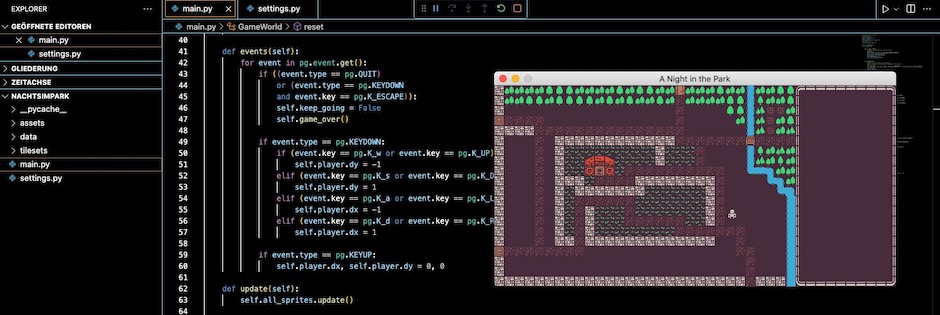 EXPLORER
GEÖFFNETE EDITOREN
main.py
settings.py
GLIEDERUNG
ZEITACHSE
NACHTSIMPARK
__pycache__
assets
data
tilesets
main.py
settings.py
main.py
settings.py
main.py > GameWorld > reset
40
41 def events(self):
42 for event in pg.event.get():
43 if ((event.type == pg.QUIT)
44 or (event.type == pg.KEYDOWN
45 and event.key == pg.K_ESCAPE)):
46 self.keep_going = False
47 self.game_over()
48
49 if event.type == pg.KEYDOWN:
50 if (event.key == pg.K_w or event.key == pg.K_UP)
51 self.player.dy = -1
52 elif (event.key == pg.K_s or event.key == pg.K_D
53 self.player.dy = 1
54 elif (event.key == pg.K_a or event.key == pg.K_L
55 self.player.dx = -1
56 elif (event.key == pg.K_d or event.key == pg.K_R
57 self.player.dx = 1
58
59 if event.type == pg.KEYUP:
60 self.player.dx, self.player.dy = 0, 0
61
62 def update(self):
63 self.all_sprites.update()
64
A Night in the Park